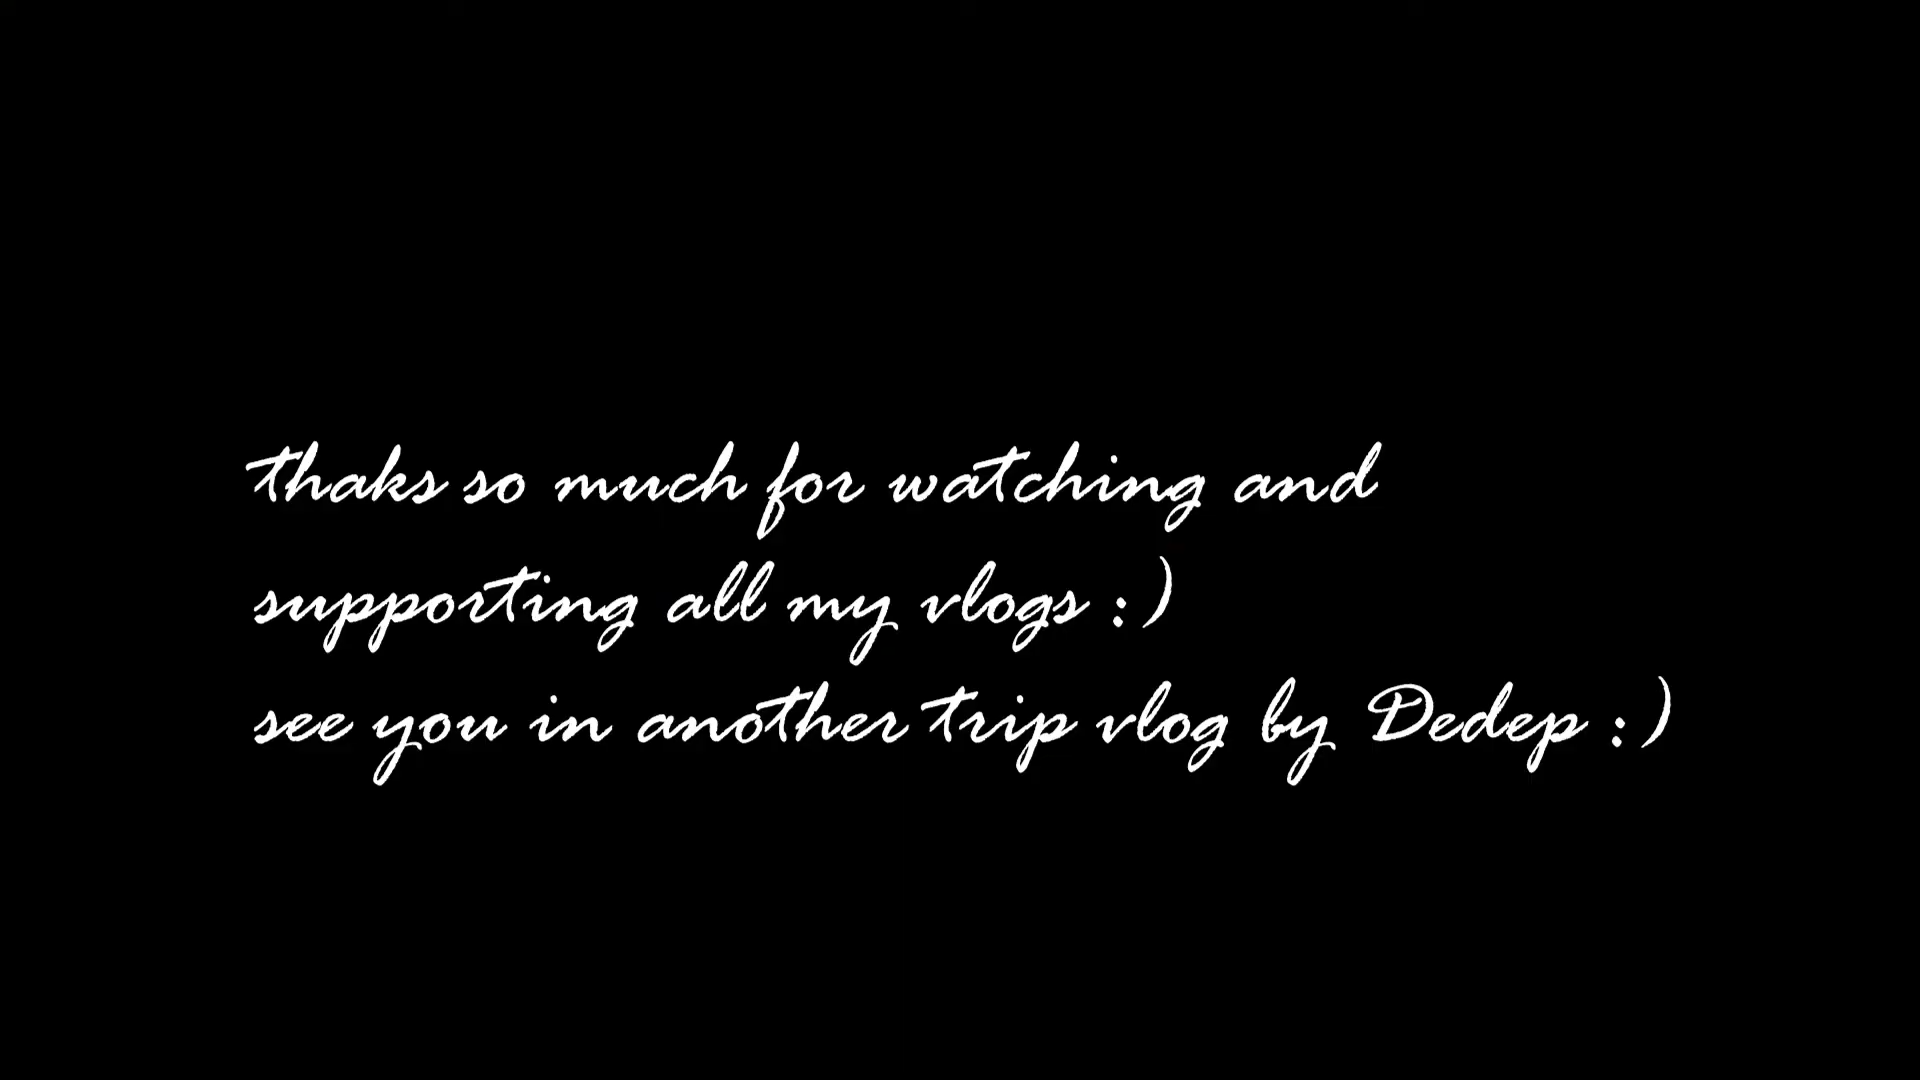 thaks so much for watching and
supporting all my vlogs :)
see you in another trip vlog by Dedep :)